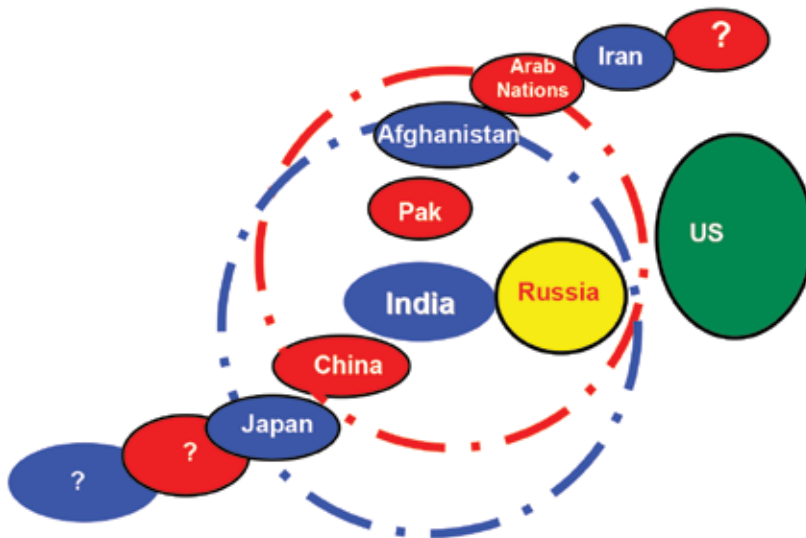 ?
Iran
Arab
Nations
Afghanistan
Pak
US
Russia
India
China
Japan
?
?